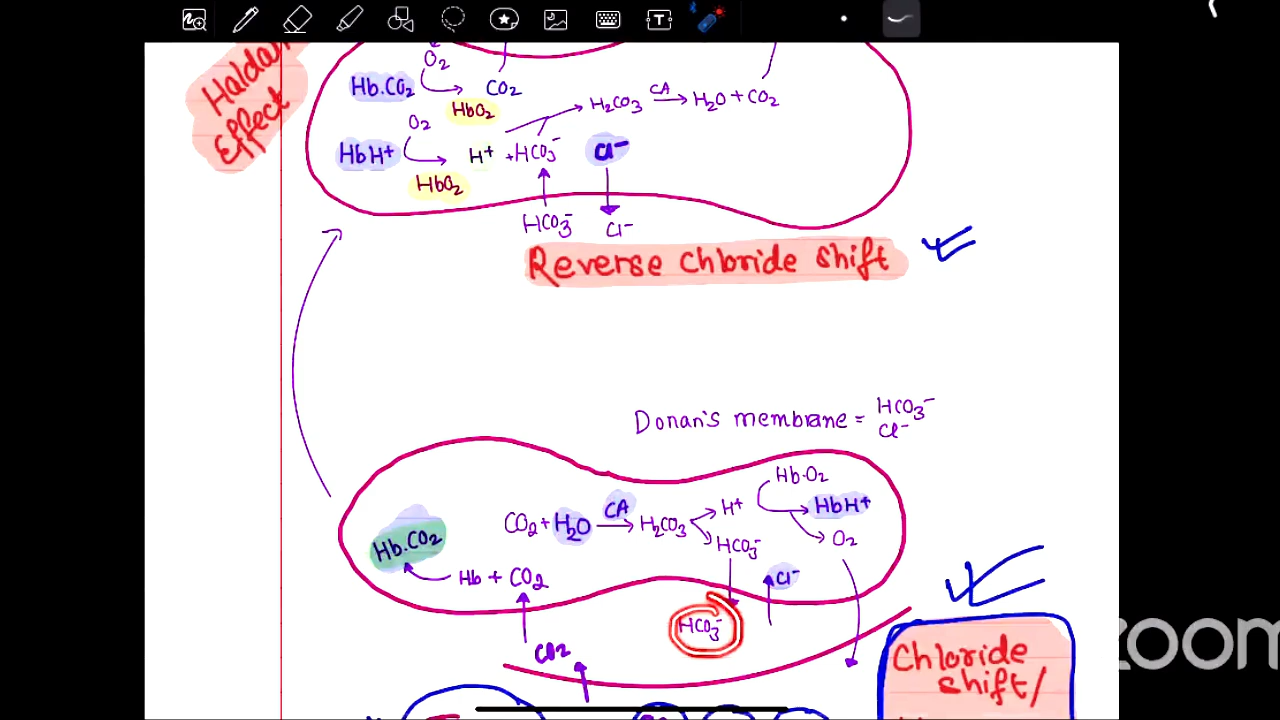 Haldan
Effect
O₂
Hb.CO₂
CO₂
HbO₂
H₂CO₃ CA H₂O + CO₂
O₂
HbH⁺
H⁺ + HCO₃⁻
Cl⁻
HbO₂
HCO₃⁻
Cl⁻
Reverse chloride shift
Donan's membrane = HCO₃⁻
Cl⁻
Hb.O₂
CO₂ + H₂O CA H₂CO₃
H⁺
HbH⁺
HCO₃⁻
O₂
Hb.CO₂
Hb + CO₂
Cl⁻
HCO₃⁻
CO₂
Chloride
shift/
zoom